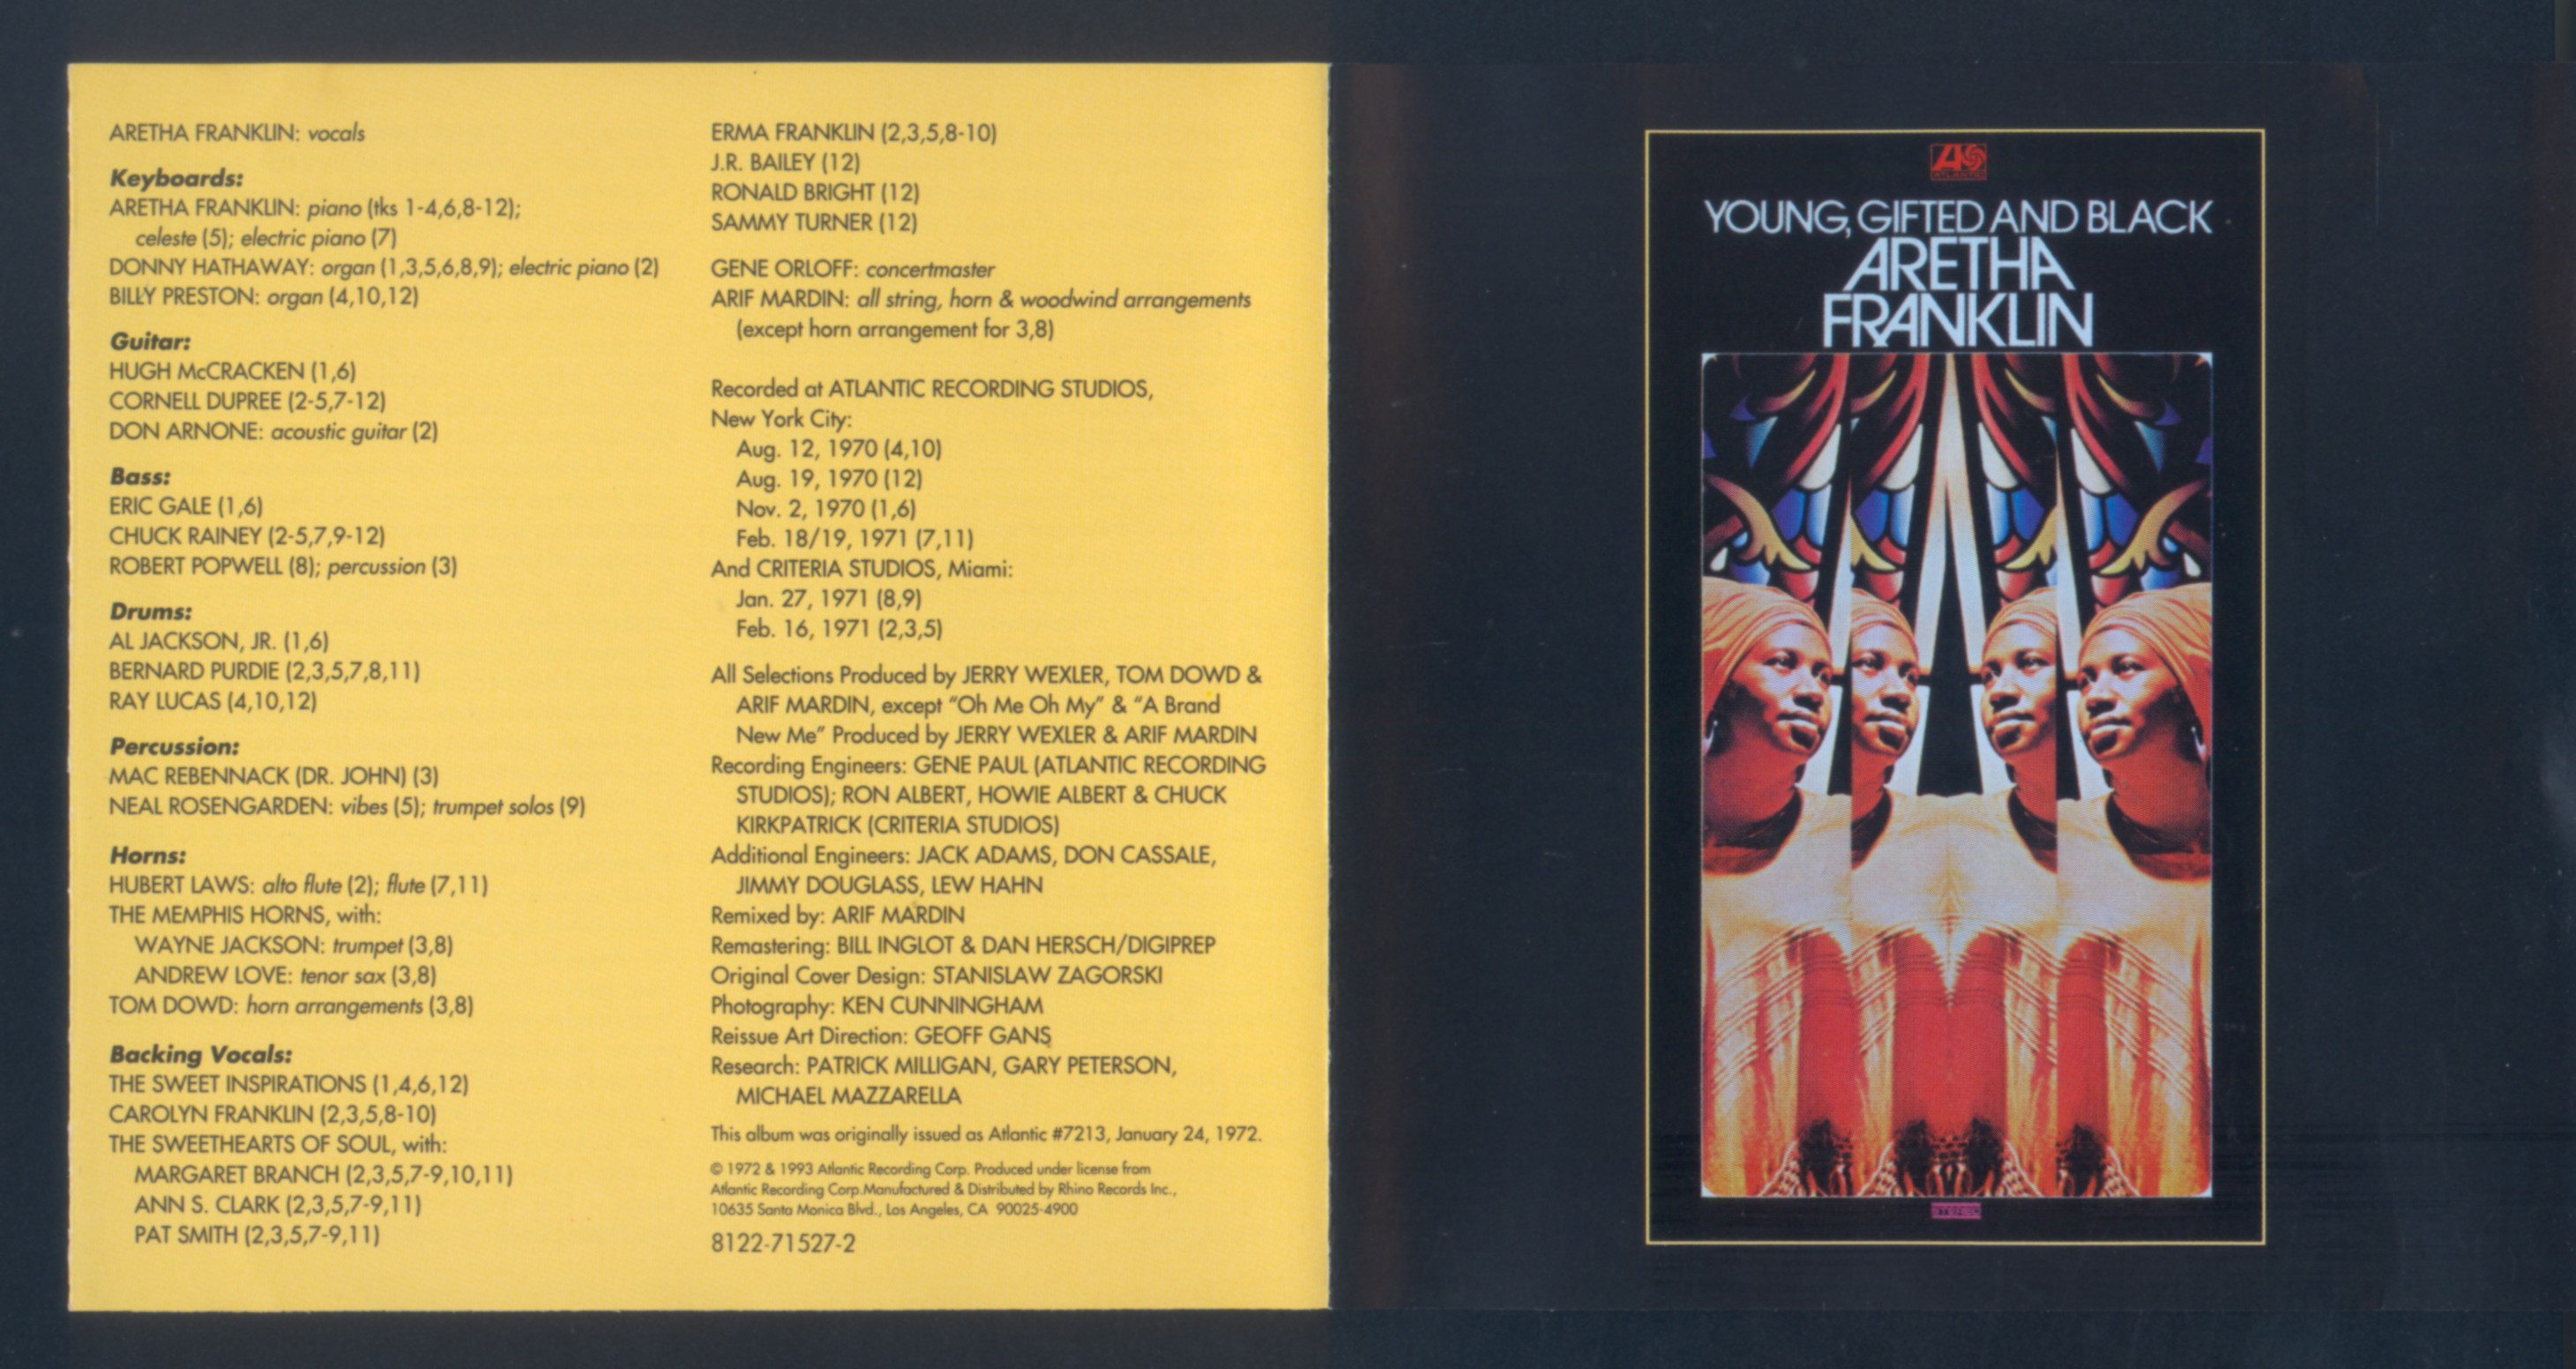 ARETHA FRANKLIN: vocals
Keyboards:
ARETHA FRANKLIN: piano (tks 1-4,6,8-12);
celeste (5); electric piano (7)
DONNY HATHAWAY: organ (1,3,5,6,8,9); electric piano (2)
BILLY PRESTON: organ (4,10,12)
Guitar:
HUGH McCRACKEN (1,6)
CORNELL DUPREE (2-5,7-12)
DON ARNONE: acoustic guitar (2)
Bass:
ERIC GALE (1,6)
CHUCK RAINEY (2-5,7,9-12)
ROBERT POPWELL (8); percussion (3)
Drums:
AL JACKSON, JR. (1,6)
BERNARD PURDIE (2,3,5,7,8,11)
RAY LUCAS (4,10,12)
Percussion:
MAC REBENNACK (DR. JOHN) (3)
NEAL ROSENGARDEN: vibes (5); trumpet solos (9)
Horns:
HUBERT LAWS: alto flute (2); flute (7,11)
THE MEMPHIS HORNS, with:
WAYNE JACKSON: trumpet (3,8)
ANDREW LOVE: tenor sax (3,8)
TOM DOWD: horn arrangements (3,8)
Backing Vocals:
THE SWEET INSPIRATIONS (1,4,6,12)
CAROLYN FRANKLIN (2,3,5,8-10)
THE SWEETHEARTS OF SOUL, with:
MARGARET BRANCH (2,3,5,7-9,10,11)
ANN S. CLARK (2,3,5,7-9,11)
PAT SMITH (2,3,5,7-9,11)
ERMA FRANKLIN (2,3,5,8-10)
J.R. BAILEY (12)
RONALD BRIGHT (12)
SAMMY TURNER (12)
GENE ORLOFF: concertmaster
ARIF MARDIN: all string, horn & woodwind arrangements
(except horn arrangement for 3,8)
Recorded at ATLANTIC RECORDING STUDIOS,
New York City:
Aug. 12, 1970 (4,10)
Aug. 19, 1970 (12)
Nov. 2, 1970 (1,6)
Feb. 18/19, 1971 (7,11)
And CRITERIA STUDIOS, Miami:
Jan. 27, 1971 (8,9)
Feb. 16, 1971 (2,3,5)
All Selections Produced by JERRY WEXLER, TOM DOWD &
ARIF MARDIN, except "Oh Me Oh My" & "A Brand
New Me" Produced by JERRY WEXLER & ARIF MARDIN
Recording Engineers: GENE PAUL (ATLANTIC RECORDING
STUDIOS); RON ALBERT, HOWIE ALBERT & CHUCK
KIRKPATRICK (CRITERIA STUDIOS)
Additional Engineers: JACK ADAMS, DON CASSALE,
JIMMY DOUGLASS, LEW HAHN
Remixed by: ARIF MARDIN
Remastering: BILL INGLOT & DAN HERSCH/DIGIPREP
Original Cover Design: STANISLAW ZAGORSKI
Photography: KEN CUNNINGHAM
Reissue Art Direction: GEOFF GANS
Research: PATRICK MILLIGAN, GARY PETERSON,
MICHAEL MAZZARELLA
This album was originally issued as Atlantic #7213, January 24, 1972.
© 1972 & 1993 Atlantic Recording Corp. Produced under license from
Atlantic Recording Corp.Manufactured & Distributed by Rhino Records Inc.,
10635 Santa Monica Blvd., Los Angeles, CA 90025-4900
8122-71527-2
ATLANTIC
YOUNG, GIFTED AND BLACK
ARETHA
FRANKLIN
STEREO